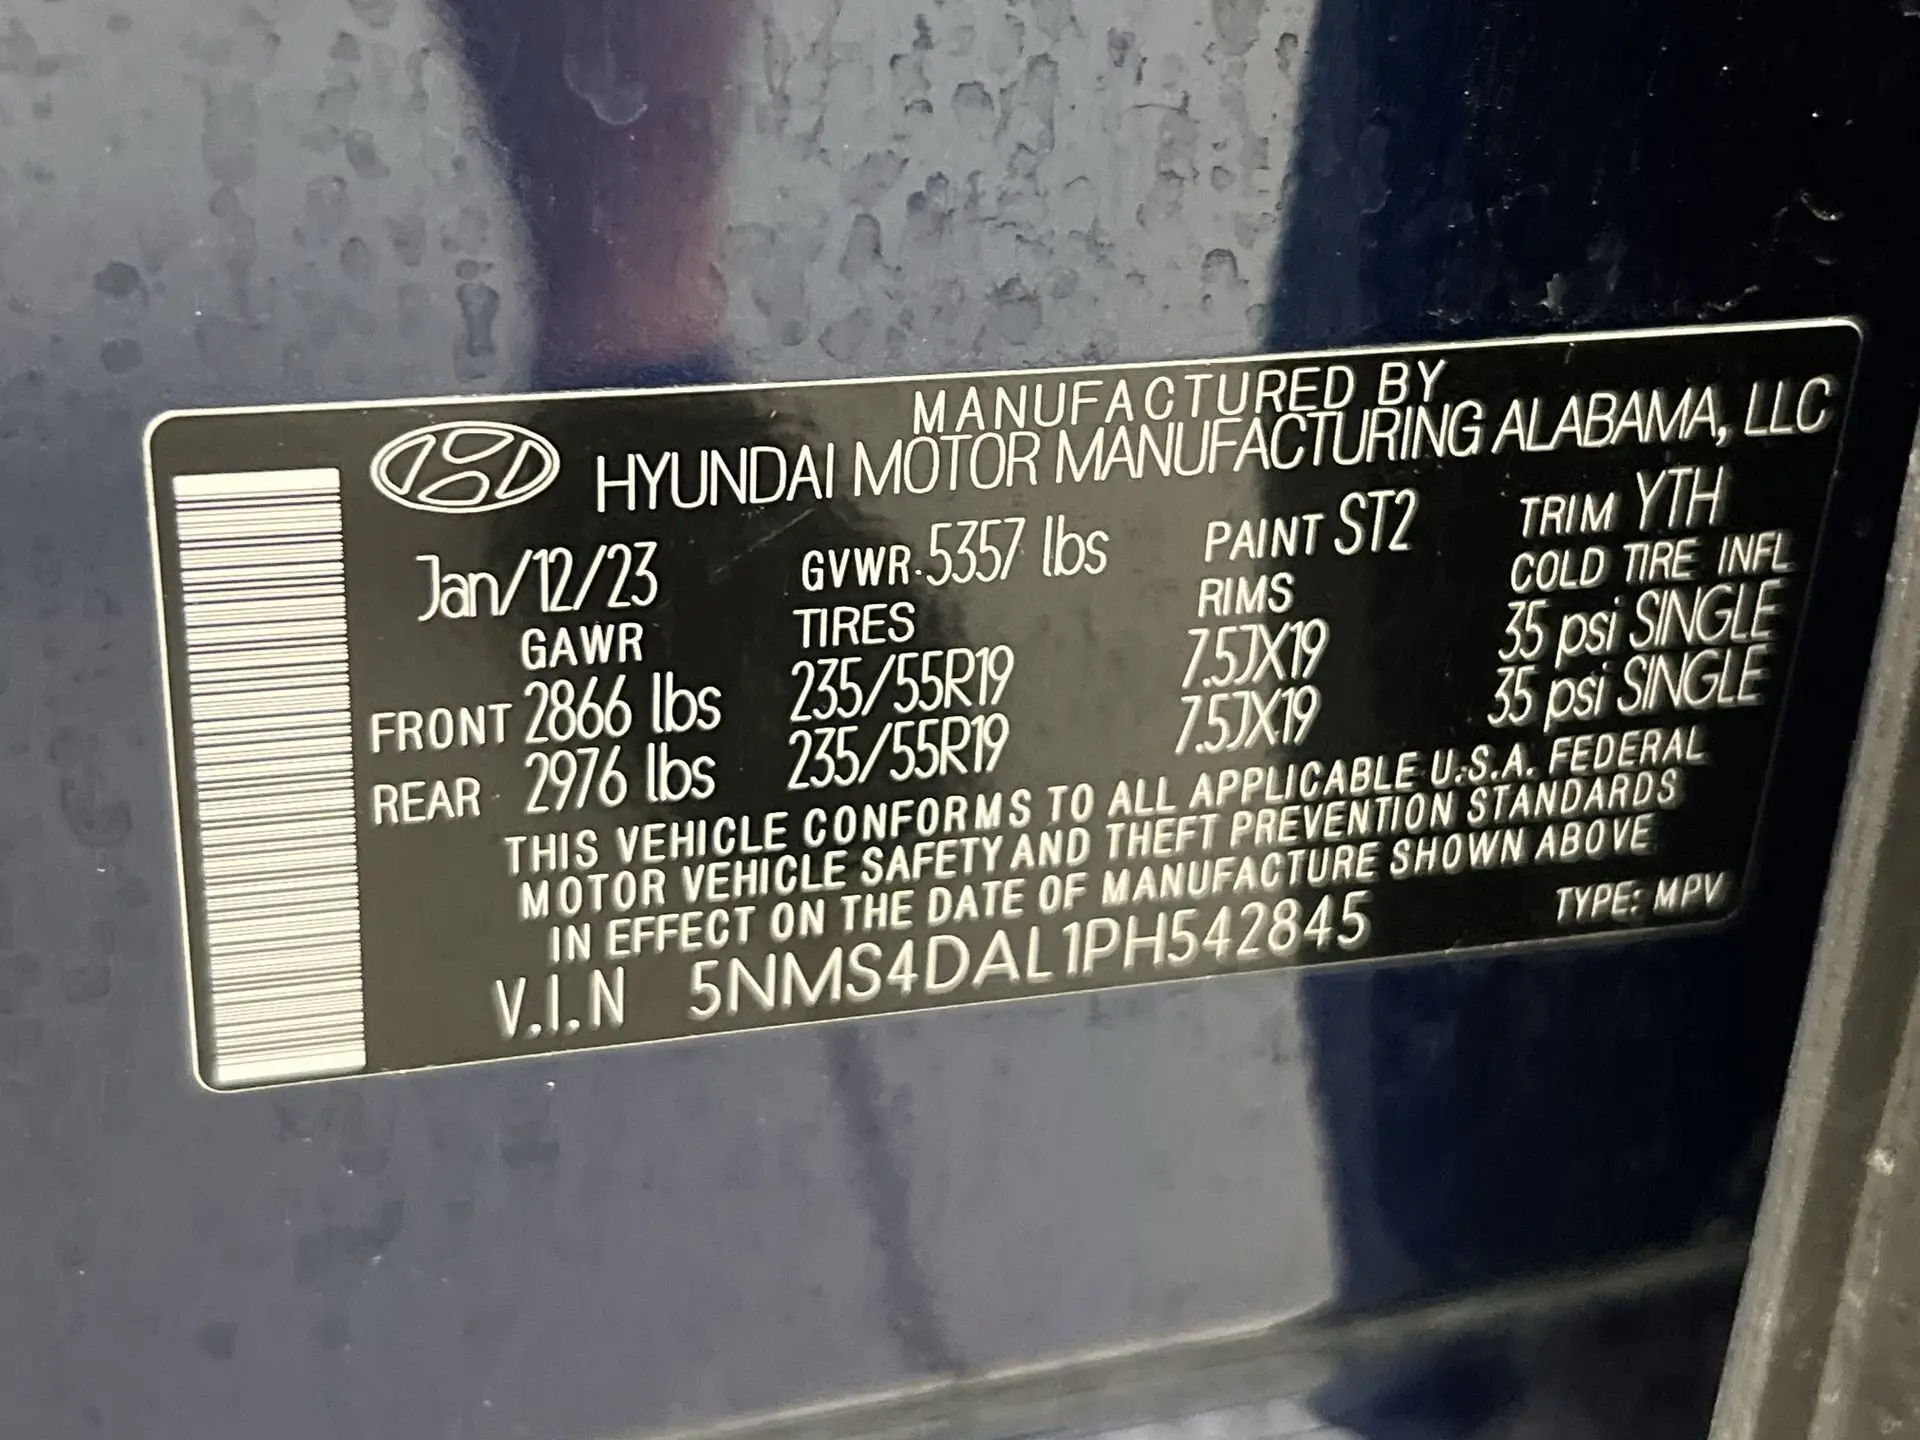 MANUFACTURED BY
HYUNDAI MOTOR MANUFACTURING ALABAMA, LLC
Jan/12/23 GVWR. 5357 lbs PAINT ST2 TRIM YTH
GAWR TIRES RIMS COLD TIRE INFL
FRONT 2866 lbs 235/55R19 7.5JX19 35 psi SINGLE
REAR 2976 lbs 235/55R19 7.5JX19 35 psi SINGLE
THIS VEHICLE CONFORMS TO ALL APPLICABLE U.S.A. FEDERAL
MOTOR VEHICLE SAFETY AND THEFT PREVENTION STANDARDS
IN EFFECT ON THE DATE OF MANUFACTURE SHOWN ABOVE
V.I.N 5NMS4DAL1PH542845 TYPE: MPV